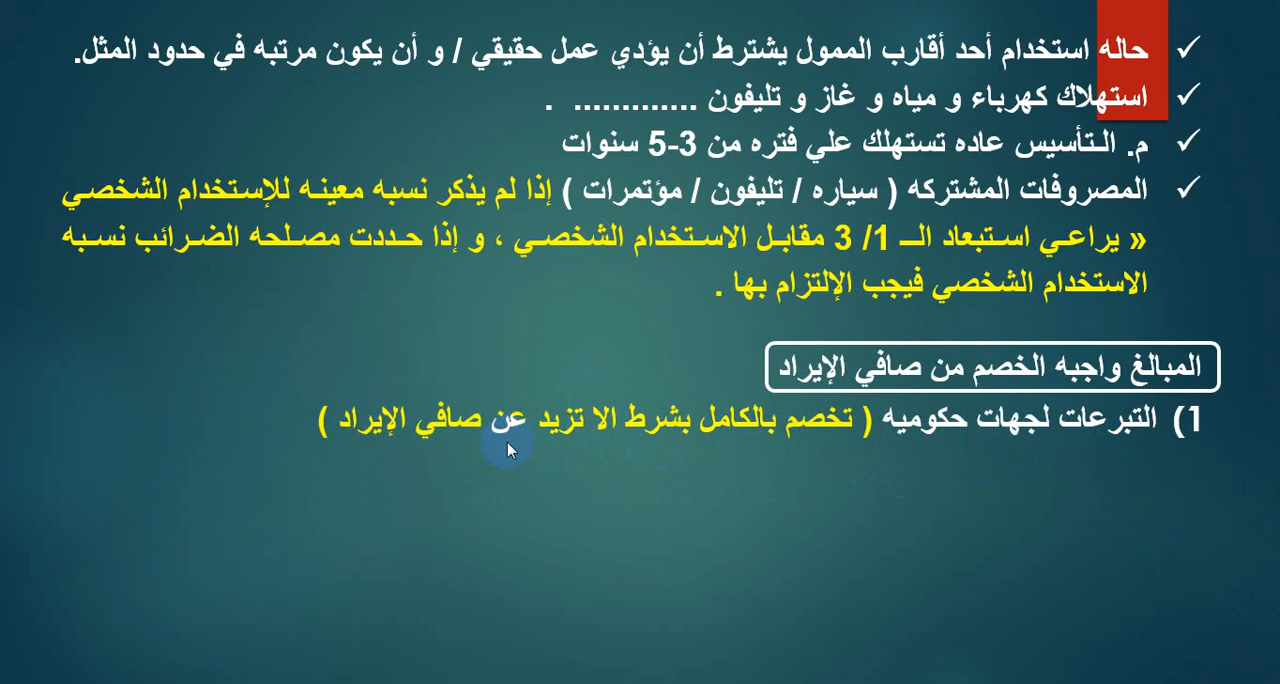 ✓ حاله استخدام أحد أقارب الممول يشترط أن يؤدي عمل حقيقي / و أن يكون مرتبه في حدود المثل.
✓ استهلاك كهرباء و مياه و غاز و تليفون ............. .
✓ م. التأسيس عاده تستهلك علي فتره من 3-5 سنوات
✓ المصروفات المشتركه ( سياره / تليفون / مؤتمرات ) إذا لم يذكر نسبه معينه للإستخدام الشخصي
« يراعي استبعاد الــ 1/ 3 مقابل الاستخدام الشخصي ، و إذا حددت مصلحه الضرائب نسبه
الاستخدام الشخصي فيجب الإلتزام بها .
المبالغ واجبه الخصم من صافي الإيراد
1) التبرعات لجهات حكوميه ( تخصم بالكامل بشرط الا تزيد عن صافي الإيراد )